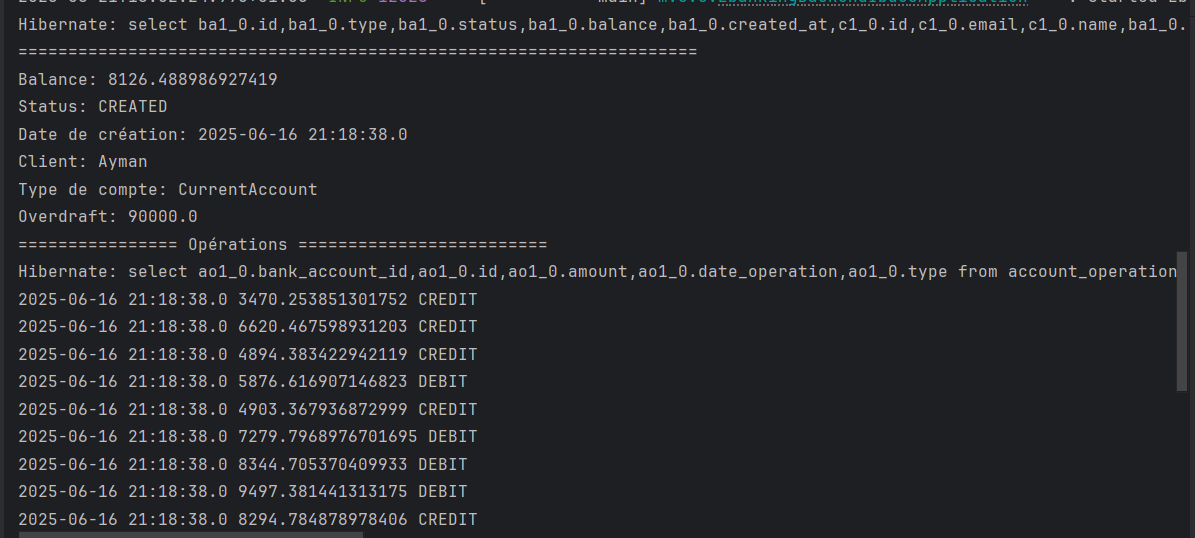 Hibernate: select ba1_0.id,ba1_0.type,ba1_0.status,ba1_0.balance,ba1_0.created_at,c1_0.id,c1_0.email,c1_0.name,ba1_0.
====================================================================
Balance: 8126.488986927419
Status: CREATED
Date de création: 2025-06-16 21:18:38.0
Client: Ayman
Type de compte: CurrentAccount
Overdraft: 90000.0
================ Opérations =========================
Hibernate: select ao1_0.bank_account_id,ao1_0.id,ao1_0.amount,ao1_0.date_operation,ao1_0.type from account_operation
2025-06-16 21:18:38.0 3470.253851301752 CREDIT
2025-06-16 21:18:38.0 6620.467598931203 CREDIT
2025-06-16 21:18:38.0 4894.383422942119 CREDIT
2025-06-16 21:18:38.0 5876.616907146823 DEBIT
2025-06-16 21:18:38.0 4903.367936872999 CREDIT
2025-06-16 21:18:38.0 7279.7968976701695 DEBIT
2025-06-16 21:18:38.0 8344.705370409933 DEBIT
2025-06-16 21:18:38.0 9497.381441313175 DEBIT
2025-06-16 21:18:38.0 8294.784878978406 CREDIT